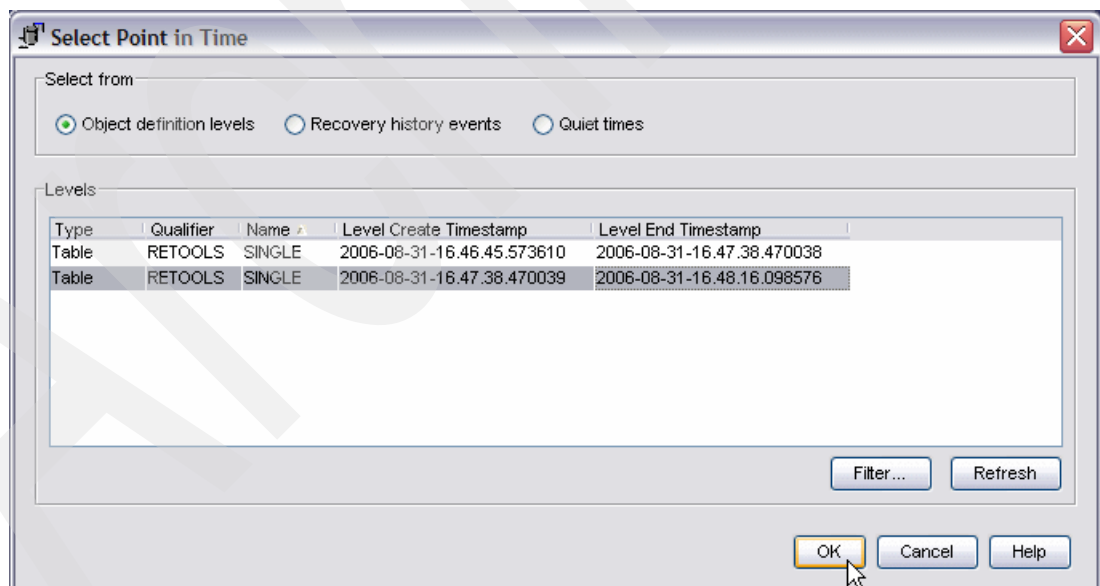 Select Point in Time
Select from
Object definition levels Recovery history events Quiet times
Levels
Type Qualifier Name Level Create Timestamp Level End Timestamp
Table RETOOLS SINGLE 2006-08-31-16.46.45.573610 2006-08-31-16.47.38.470038
Table RETOOLS SINGLE 2006-08-31-16.47.38.470039 2006-08-31-16.48.16.098576
Filter... Refresh
OK Cancel Help